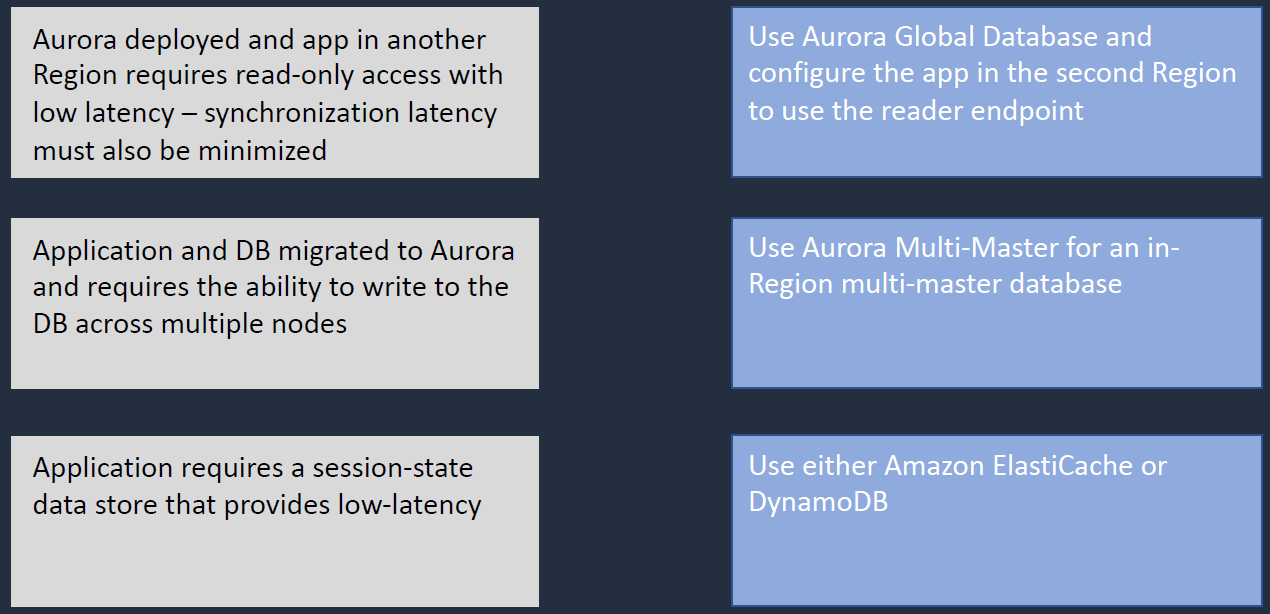 Aurora deployed and app in another
Region requires read-only access with
low latency – synchronization latency
must also be minimized
Use Aurora Global Database and
configure the app in the second Region
to use the reader endpoint
Application and DB migrated to Aurora
and requires the ability to write to the
DB across multiple nodes
Use Aurora Multi-Master for an in-
Region multi-master database
Application requires a session-state
data store that provides low-latency
Use either Amazon ElastiCache or
DynamoDB